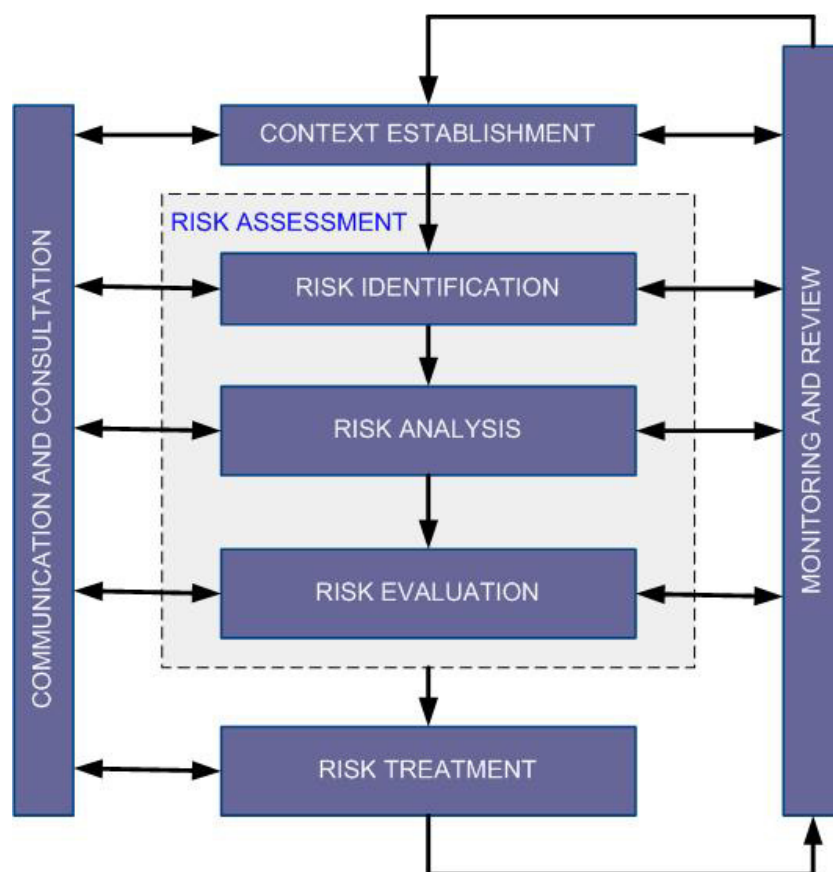 CONTEXT ESTABLISHMENT
RISK ASSESSMENT
RISK IDENTIFICATION
RISK ANALYSIS
RISK EVALUATION
RISK TREATMENT
COMMUNICATION AND CONSULTATION
MONITORING AND REVIEW